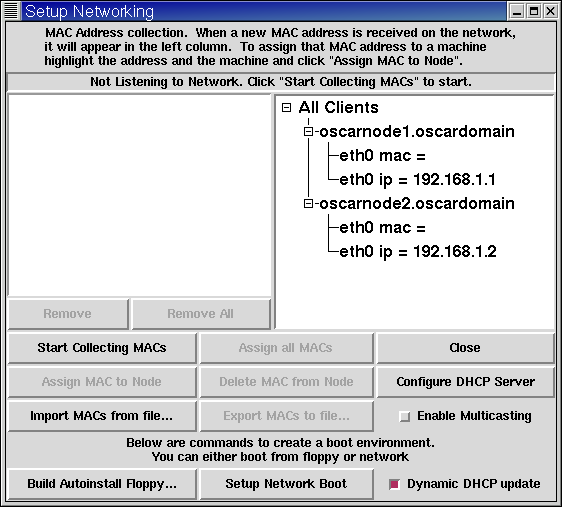 Setup Networking
MAC Address collection. When a new MAC address is received on the network,
it will appear in the left column. To assign that MAC address to a machine
highlight the address and the machine and click "Assign MAC to Node".
Not Listening to Network. Click "Start Collecting MACs" to start.
All Clients
oscarnode1.oscardomain
eth0 mac =
eth0 ip = 192.168.1.1
oscarnode2.oscardomain
eth0 mac =
eth0 ip = 192.168.1.2
Remove Remove All
Start Collecting MACs Assign all MACs Close
Assign MAC to Node Delete MAC from Node Configure DHCP Server
Import MACs from file... Export MACs to file... Enable Multicasting
Below are commands to create a boot environment.
You can either boot from floppy or network
Build Autoinstall Floppy... Setup Network Boot Dynamic DHCP update